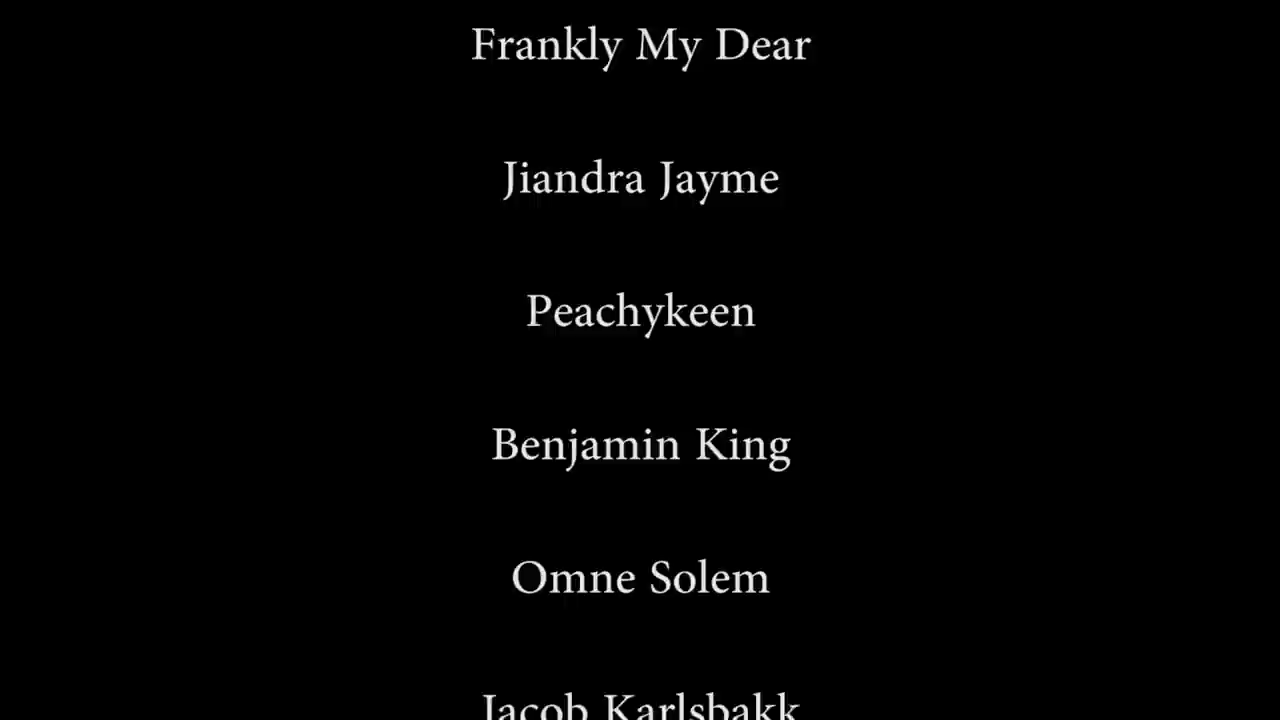 Frankly My Dear
Jiandra Jayme
Peachykeen
Benjamin King
Omne Solem
Jacob Karlsbakk